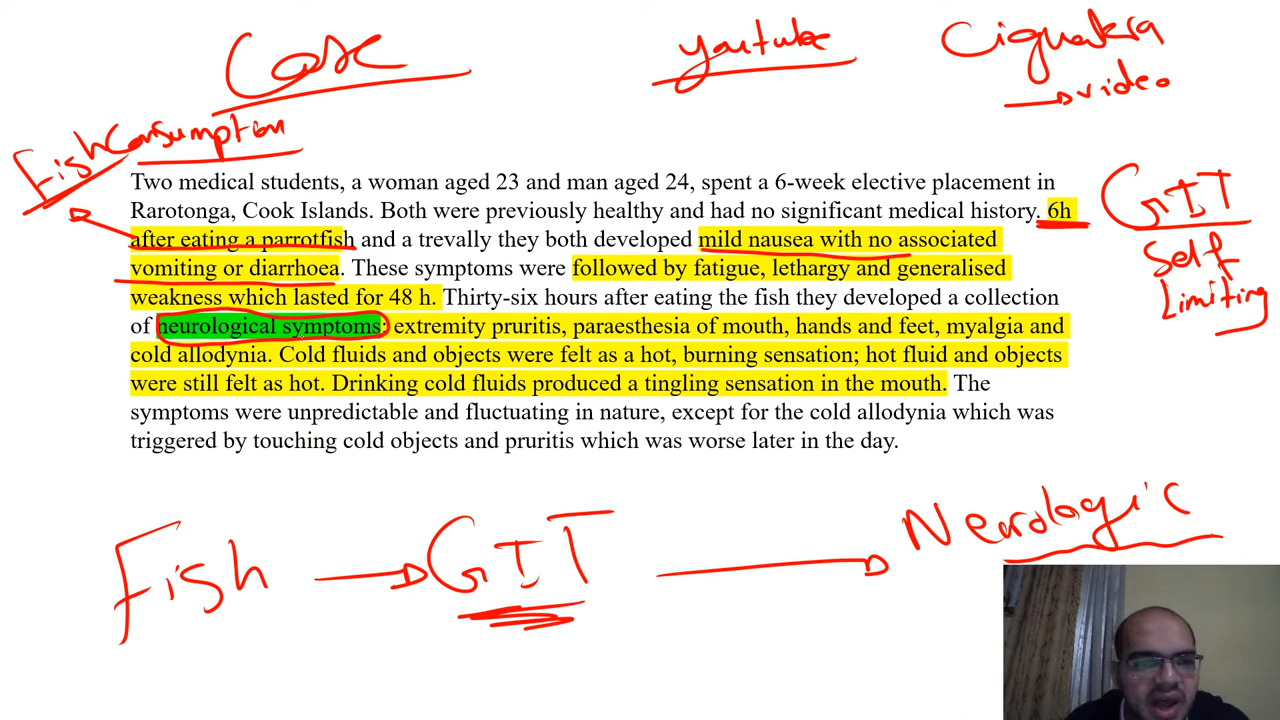 Case
youtube
Ciguatera
video
Fish Consumption
Two medical students, a woman aged 23 and man aged 24, spent a 6-week elective placement in
Rarotonga, Cook Islands. Both were previously healthy and had no significant medical history. 6h
after eating a parrotfish and a trevally they both developed mild nausea with no associated
vomiting or diarrhoea. These symptoms were followed by fatigue, lethargy and generalised
weakness which lasted for 48 h. Thirty-six hours after eating the fish they developed a collection
of neurological symptoms: extremity pruritis, paraesthesia of mouth, hands and feet, myalgia and
cold allodynia. Cold fluids and objects were felt as a hot, burning sensation; hot fluid and objects
were still felt as hot. Drinking cold fluids produced a tingling sensation in the mouth. The
symptoms were unpredictable and fluctuating in nature, except for the cold allodynia which was
triggered by touching cold objects and pruritis which was worse later in the day.
GIT
Self
Limiting
Fish GIT Neurologic